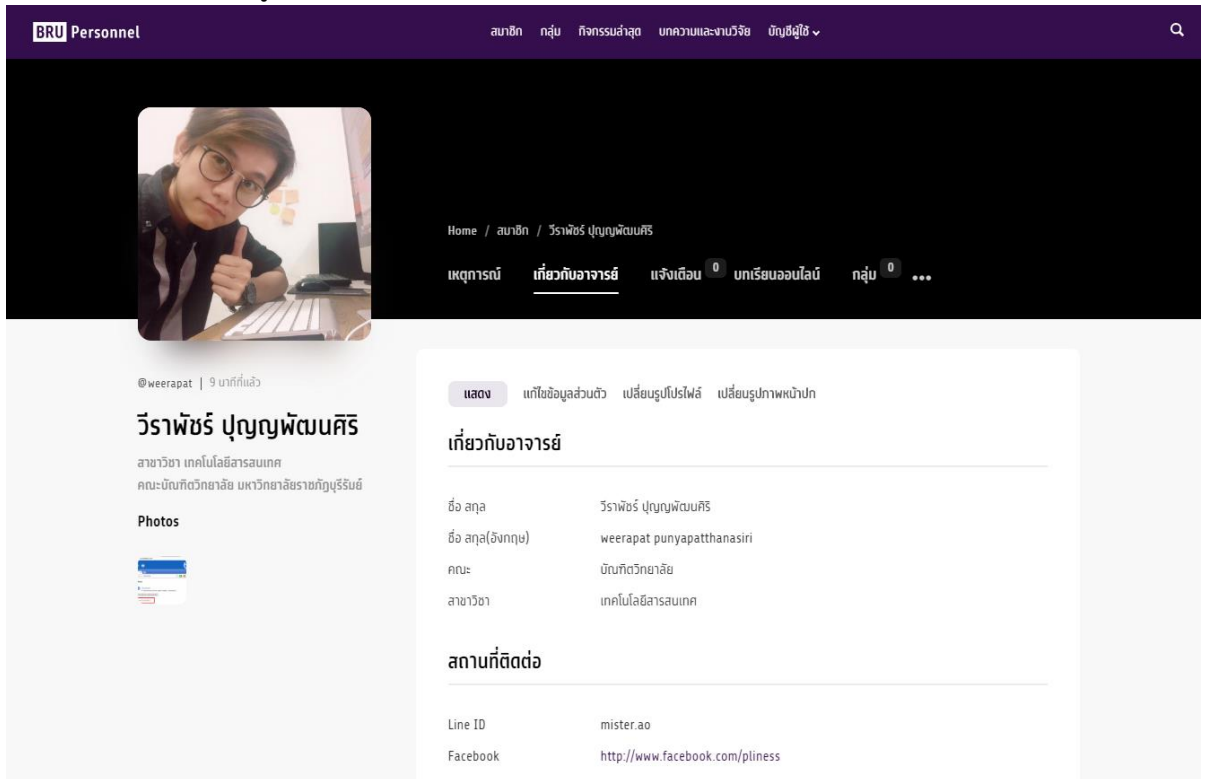 BRU Personnel
สมาชิก กลุ่ม กิจกรรมล่าสุด บทความและงานวิจัย บัญชีผู้ใช้
Home / สมาชิก / วีราพัชร์ ปุญญพัฒนศิริ
เหตุการณ์ เกี่ยวกับอาจารย์ แจ้งเตือน 0 บทเรียนออนไลน์ กลุ่ม 0 •••
@weerapat | 9 นาทีที่แล้ว
วีราพัชร์ ปุญญพัฒนศิริ
สาขาวิชา เทคโนโลยีสารสนเทศ
คณะบัณฑิตวิทยาลัย มหาวิทยาลัยราชภัฏบุรีรัมย์
Photos
แสดง แก้ไขข้อมูลส่วนตัว เปลี่ยนรูปโปรไฟล์ เปลี่ยนรูปภาพหน้าปก
เกี่ยวกับอาจารย์
ชื่อ สกุล วีราพัชร์ ปุญญพัฒนศิริ
ชื่อ สกุล(อังกฤษ) weerapat punyapatthanasiri
คณะ บัณฑิตวิทยาลัย
สาขาวิชา เทคโนโลยีสารสนเทศ
สถานที่ติดต่อ
Line ID mister.ao
Facebook http://www.facebook.com/pliness